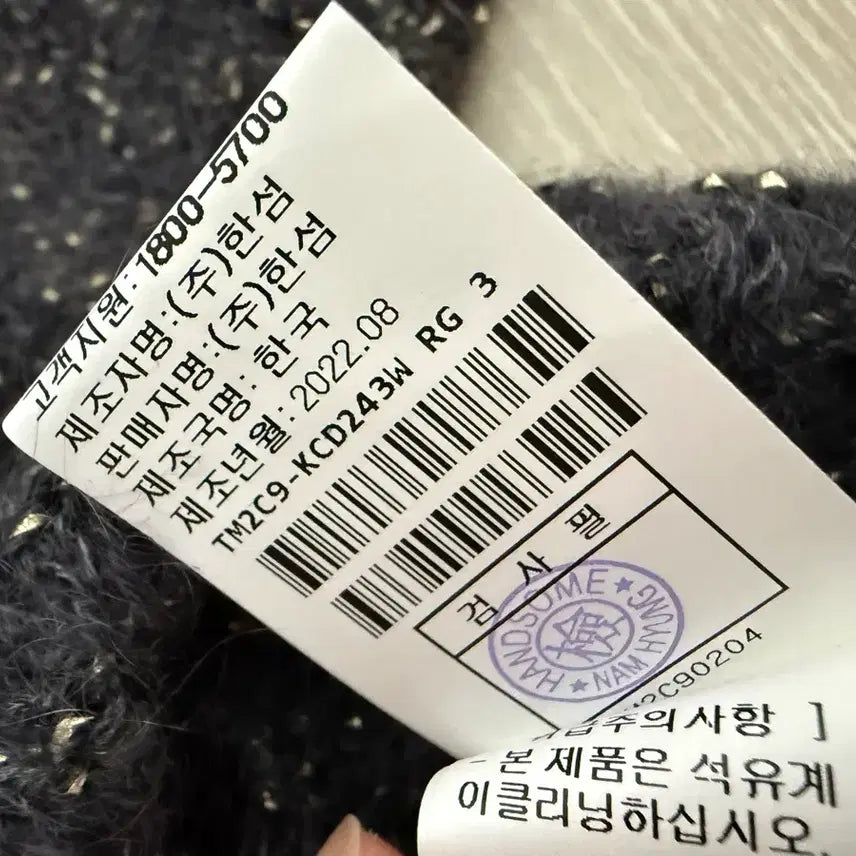 고객지원:1800-5700
제조자명:(주)한섬
판매자명:(주)한섬
제조국명: 한국
제조년월: 2022.08
TM2C9-KCD243W RG 3
검 사 필
HANDSOME ★ NAM HWONG ★
檢
2C90204
주의사항 ]
본 제품은 석유계
이클리닝하십시오.